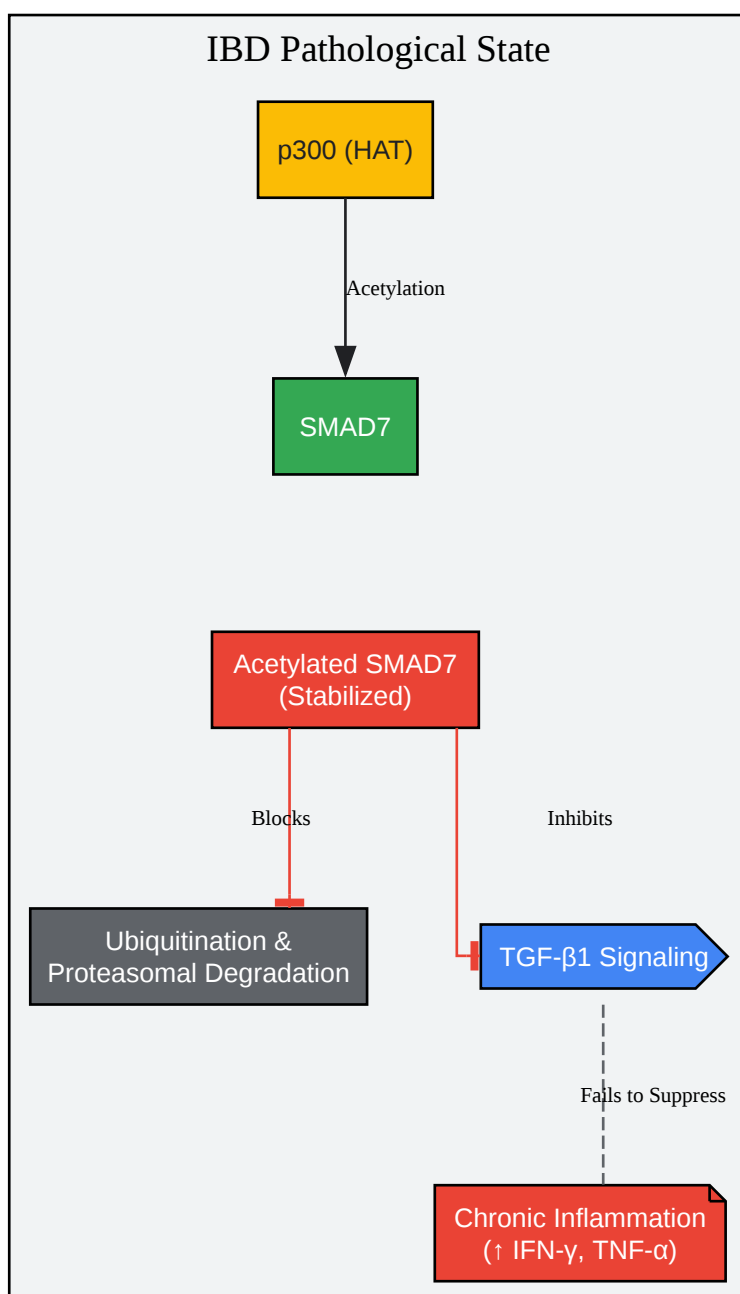 IBD Pathological State
p300 (HAT)
Acetylation
SMAD7
Acetylated SMAD7
(Stabilized)
Blocks
Inhibits
Ubiquitination &
Proteasomal Degradation
TGF-β1 Signaling
Fails to Suppress
Chronic Inflammation
(↑ IFN-γ, TNF-α)